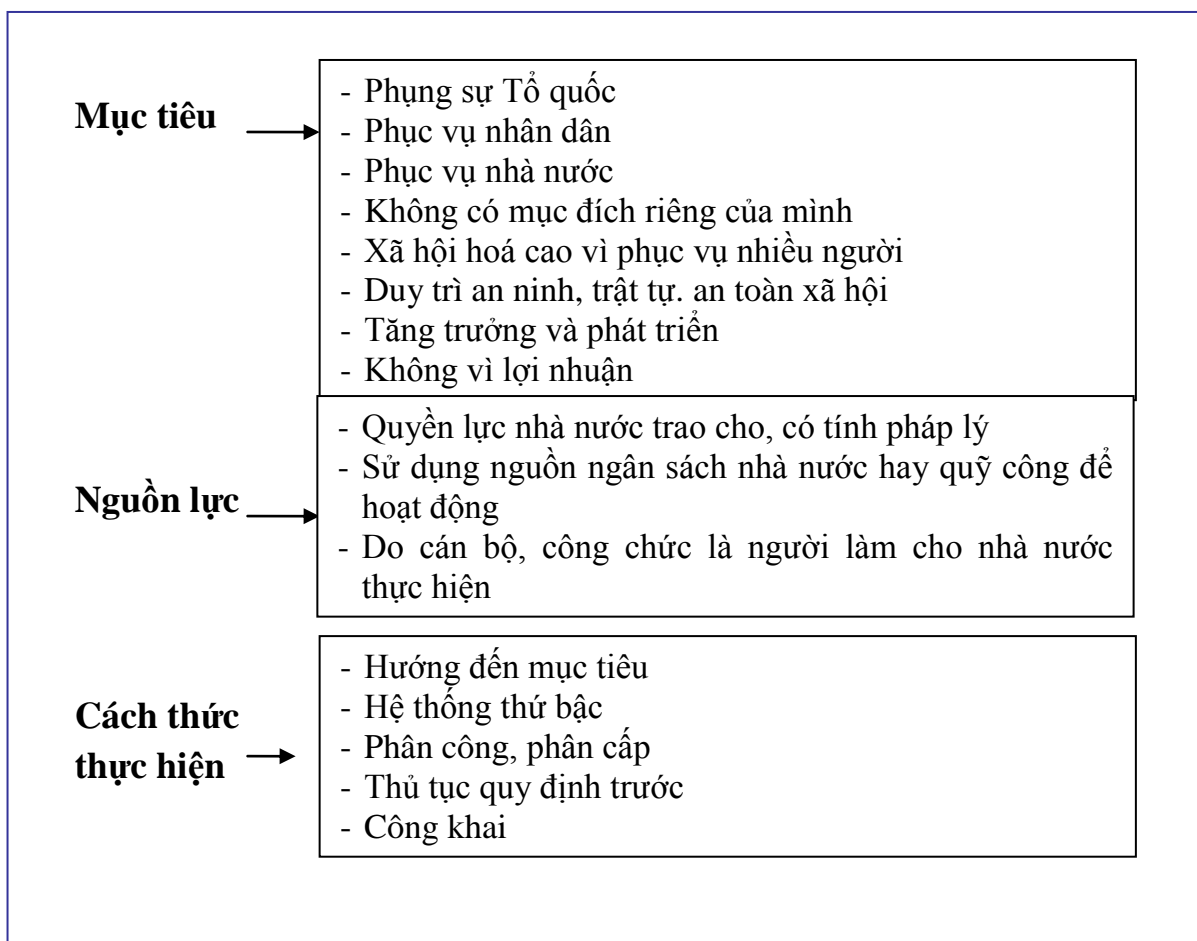 Mục tiêu
- Phụng sự Tổ quốc
- Phục vụ nhân dân
- Phục vụ nhà nước
- Không có mục đích riêng của mình
- Xã hội hoá cao vì phục vụ nhiều người
- Duy trì an ninh, trật tự. an toàn xã hội
- Tăng trưởng và phát triển
- Không vì lợi nhuận
Nguồn lực
- Quyền lực nhà nước trao cho, có tính pháp lý
- Sử dụng nguồn ngân sách nhà nước hay quỹ công để
hoạt động
- Do cán bộ, công chức là người làm cho nhà nước
thực hiện
Cách thức
thực hiện
- Hướng đến mục tiêu
- Hệ thống thứ bậc
- Phân công, phân cấp
- Thủ tục quy định trước
- Công khai